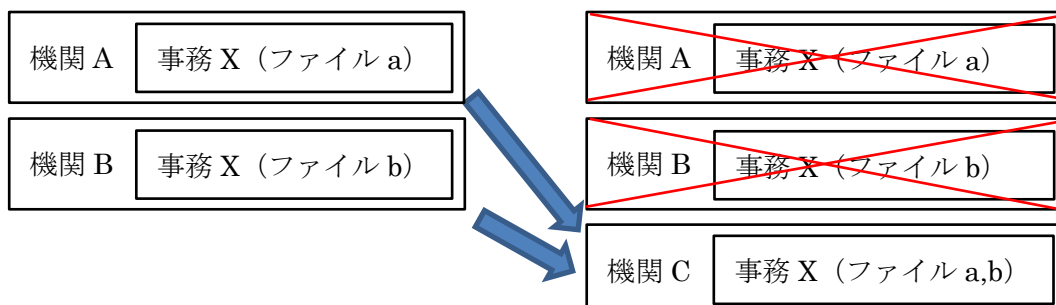 機関 A 事務 X（ファイル a）
機関 B 事務 X（ファイル b）
機関 A 事務 X（ファイル a）
機関 B 事務 X（ファイル b）
機関 C 事務 X（ファイル a,b）